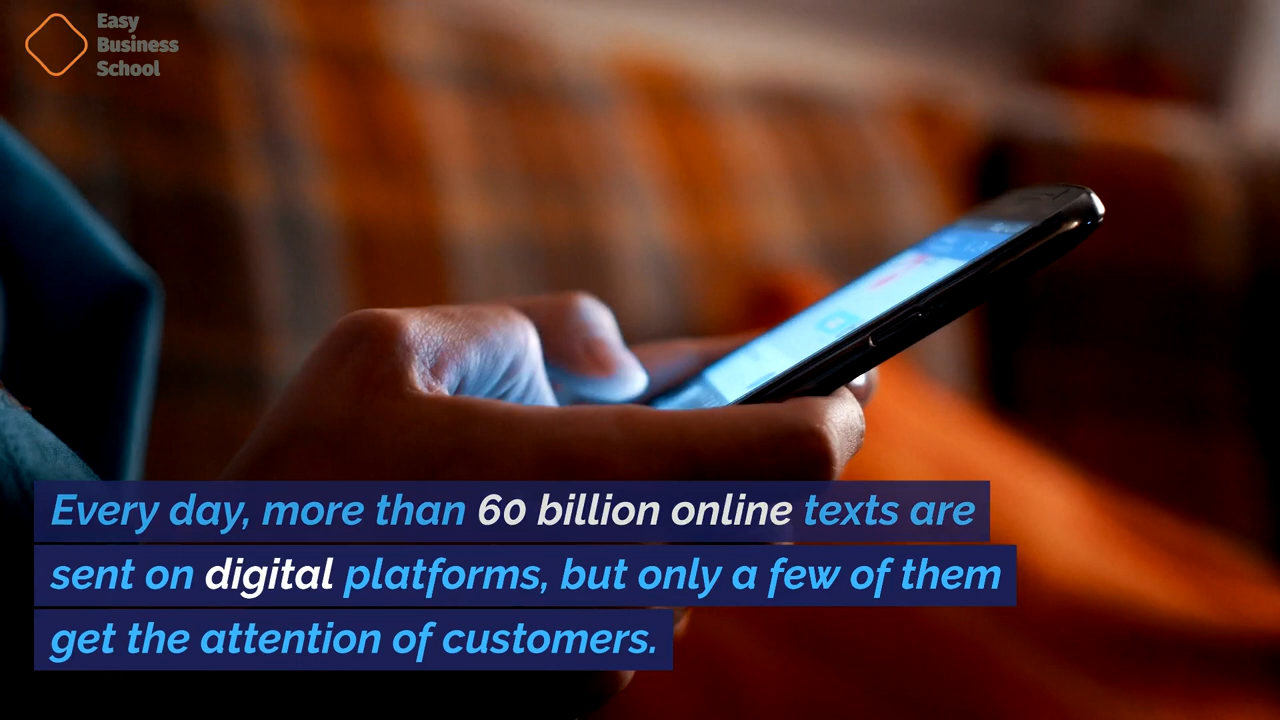 Easy
Business
School
Every day, more than 60 billion online texts are
sent on digital platforms, but only a few of them
get the attention of customers.